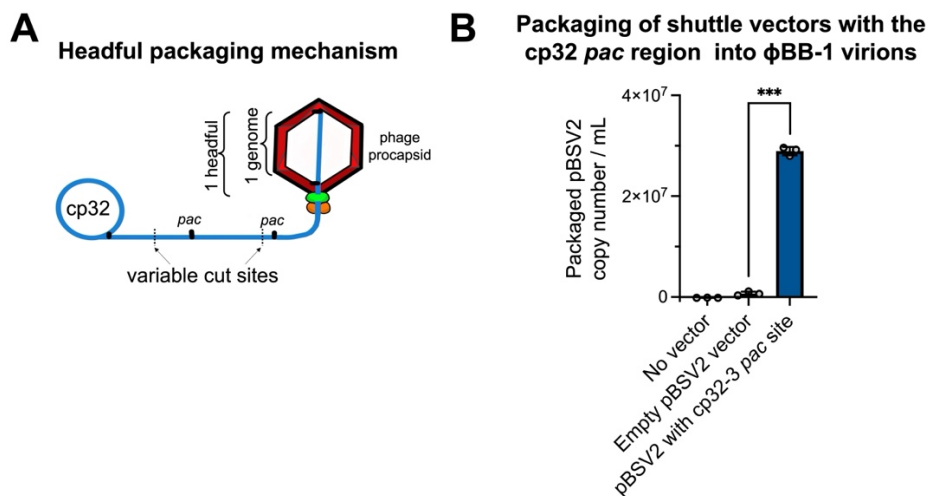 A
Headful packaging mechanism
1 headful
1 genome
phage
procapsid
cp32
pac
pac
variable cut sites
B
Packaging of shuttle vectors with the
cp32 pac region into ϕBB-1 virions
Packaged pBSV2
copy number / mL
4×10⁷
2×10⁷
0
***
No vector
Empty pBSV2 vector
pBSV2 with cp32-3 pac site